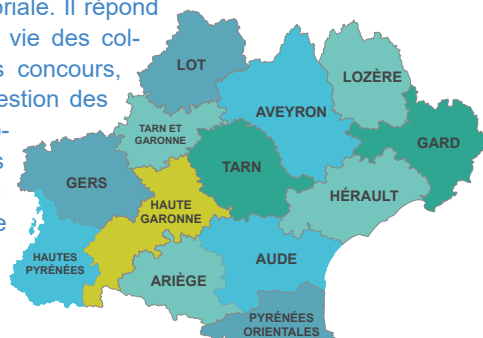 oriale. Il répond
vie des col-
s concours,
estion des
o-
s
e
LOT
LOZÈRE
AVEYRON
TARN ET
GARONNE
GARD
TARN
GERS
HÉRAULT
HAUTE
GARONNE
HAUTES
PYRÉNÉES
AUDE
ARIÈGE
PYRÉNÉES
ORIENTALES